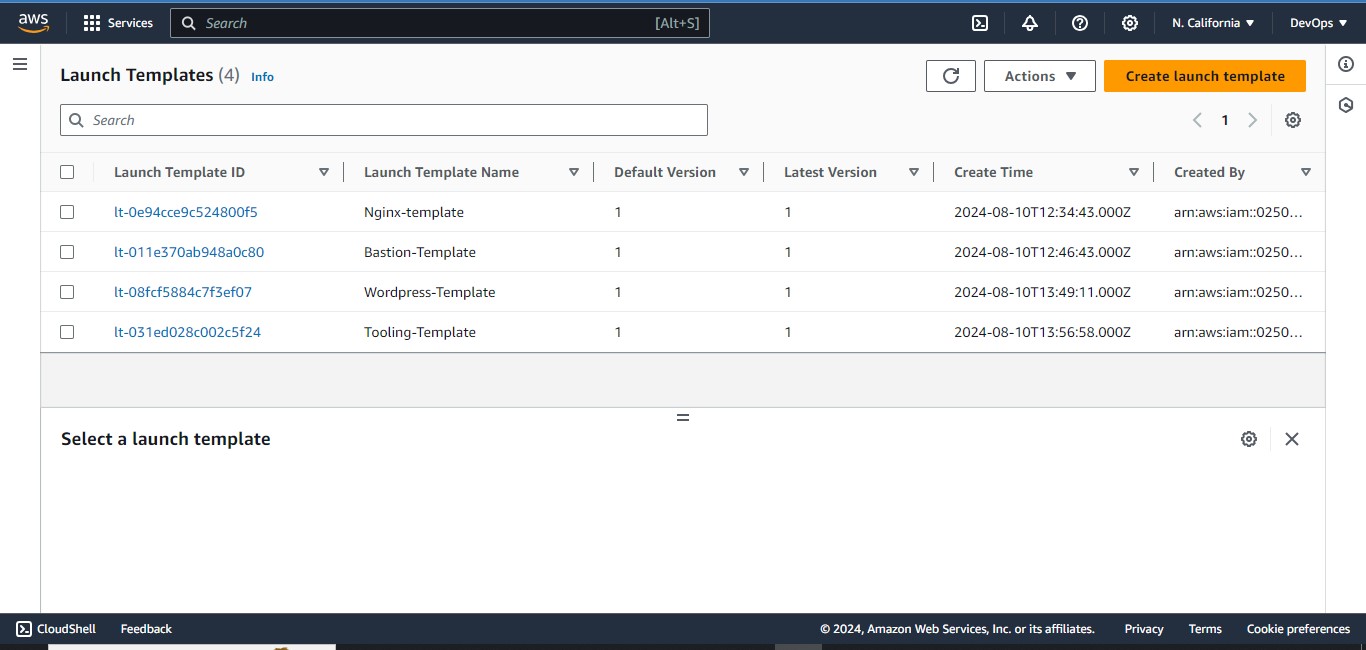 aws Services Search [Alt+S] N. California DevOps
Launch Templates (4) Info Actions Create launch template
Search 1
Launch Template ID Launch Template Name Default Version Latest Version Create Time Created By
lt-0e94cce9c524800f5 Nginx-template 1 1 2024-08-10T12:34:43.000Z arn:aws:iam::0250…
lt-011e370ab948a0c80 Bastion-Template 1 1 2024-08-10T12:46:43.000Z arn:aws:iam::0250…
lt-08fcf5884c7f3ef07 Wordpress-Template 1 1 2024-08-10T13:49:11.000Z arn:aws:iam::0250…
lt-031ed028c002c5f24 Tooling-Template 1 1 2024-08-10T13:56:58.000Z arn:aws:iam::0250…
Select a launch template
CloudShell Feedback © 2024, Amazon Web Services, Inc. or its affiliates. Privacy Terms Cookie preferences